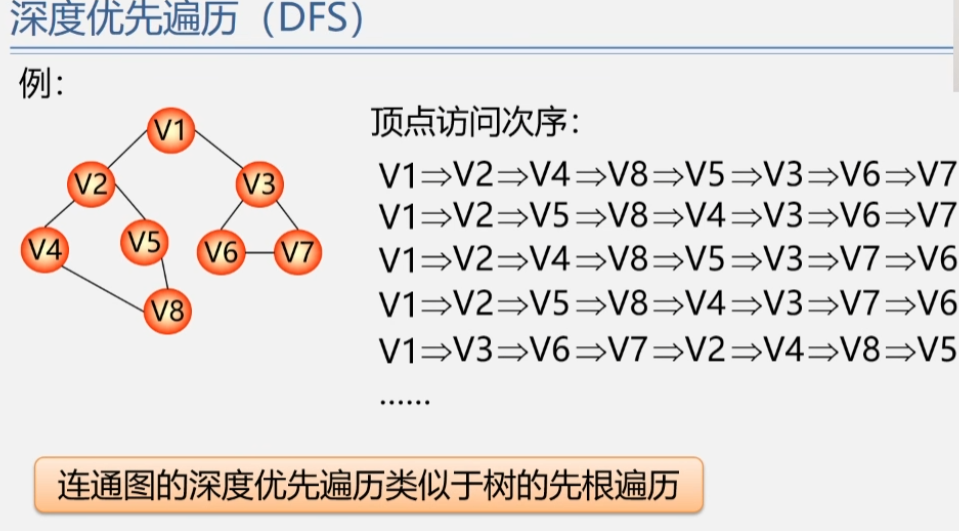 深度优先遍历（DFS）
例：
V1
V2
V3
V4
V5
V6
V7
V8
顶点访问次序：
V1⇒V2⇒V4⇒V8⇒V5⇒V3⇒V6⇒V7
V1⇒V2⇒V5⇒V8⇒V4⇒V3⇒V6⇒V7
V1⇒V2⇒V4⇒V8⇒V5⇒V3⇒V7⇒V6
V1⇒V2⇒V5⇒V8⇒V4⇒V3⇒V7⇒V6
V1⇒V3⇒V6⇒V7⇒V2⇒V4⇒V8⇒V5
……
连通图的深度优先遍历类似于树的先根遍历